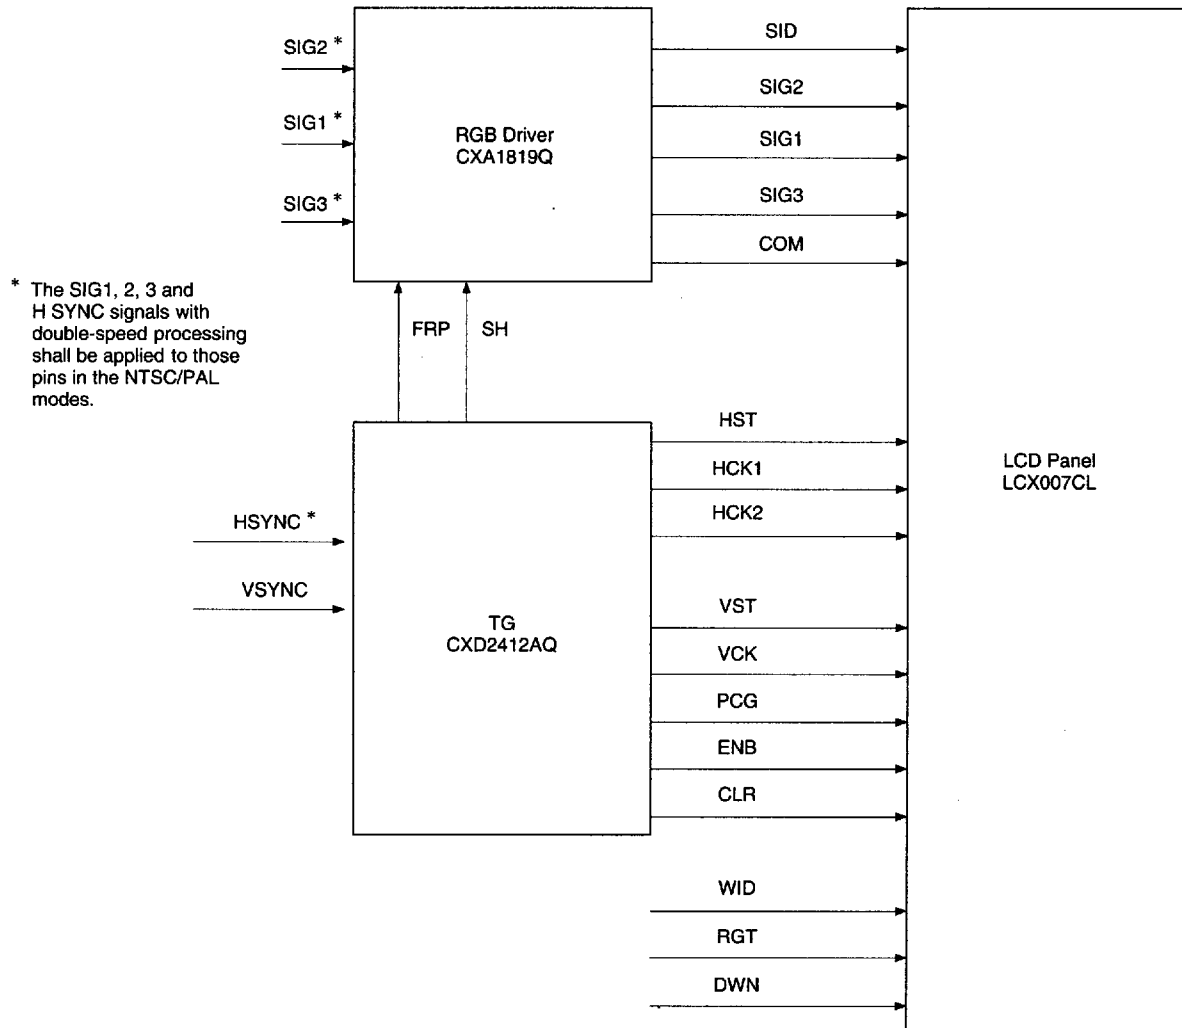 SIG2 *
SIG1 *
SIG3 *
RGB Driver
CXA1819Q
SID
SIG2
SIG1
SIG3
COM
* The SIG1, 2, 3 and
H SYNC signals with
double-speed processing
shall be applied to those
pins in the NTSC/PAL
modes.
FRP
SH
HSYNC *
VSYNC
TG
CXD2412AQ
HST
HCK1
HCK2
VST
VCK
PCG
ENB
CLR
WID
RGT
DWN
LCD Panel
LCX007CL